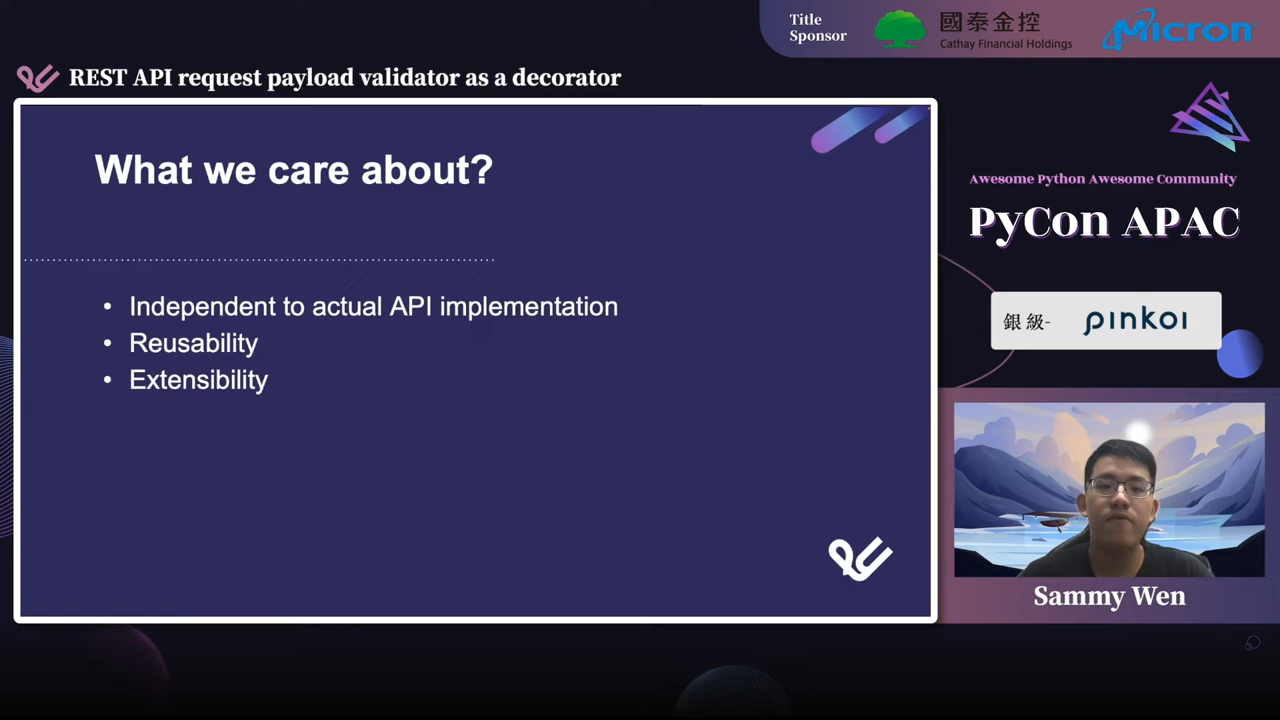 Title
Sponsor
國泰金控
Cathay Financial Holdings
Micron
REST API request payload validator as a decorator
What we care about?
• Independent to actual API implementation
• Reusability
• Extensibility
Awesome Python Awesome Community
PyCon APAC
銀級- pinkoi
Sammy Wen